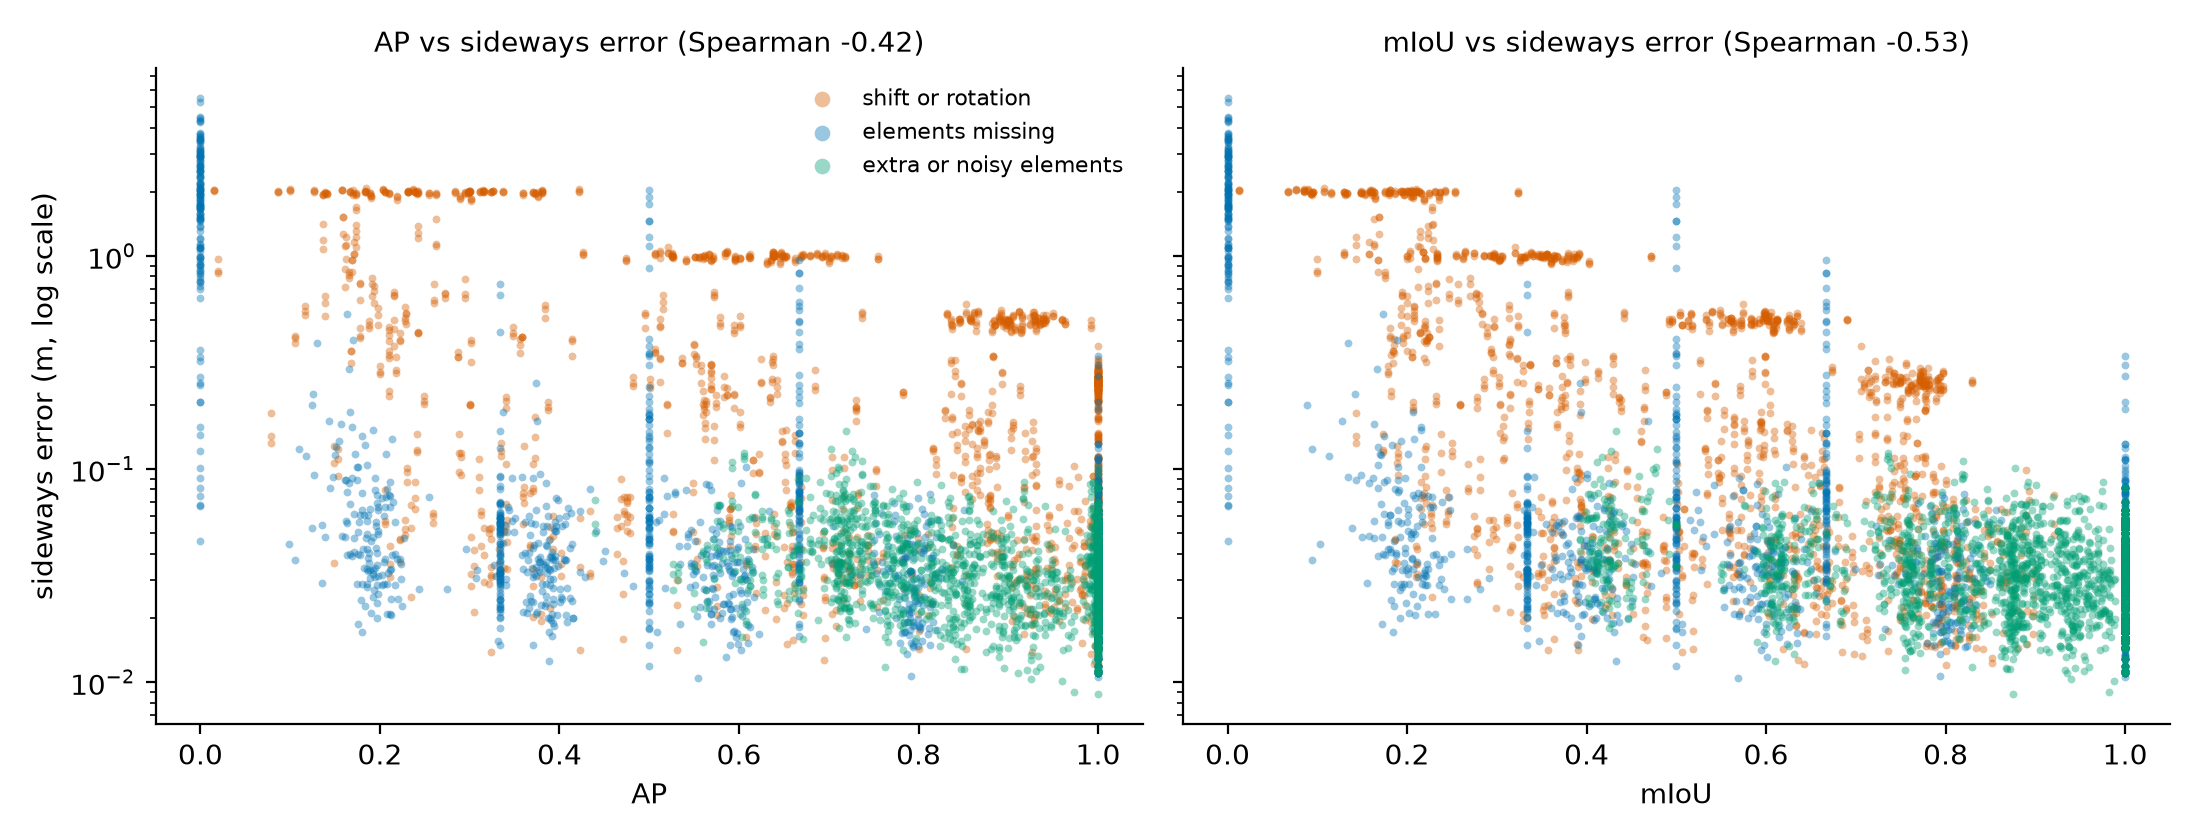 AP vs sideways error (Spearman -0.42)
shift or rotation
elements missing
extra or noisy elements
sideways error (m, log scale)
10⁰
10⁻¹
10⁻²
0.0 0.2 0.4 0.6 0.8 1.0
AP
mIoU vs sideways error (Spearman -0.53)
0.0 0.2 0.4 0.6 0.8 1.0
mIoU